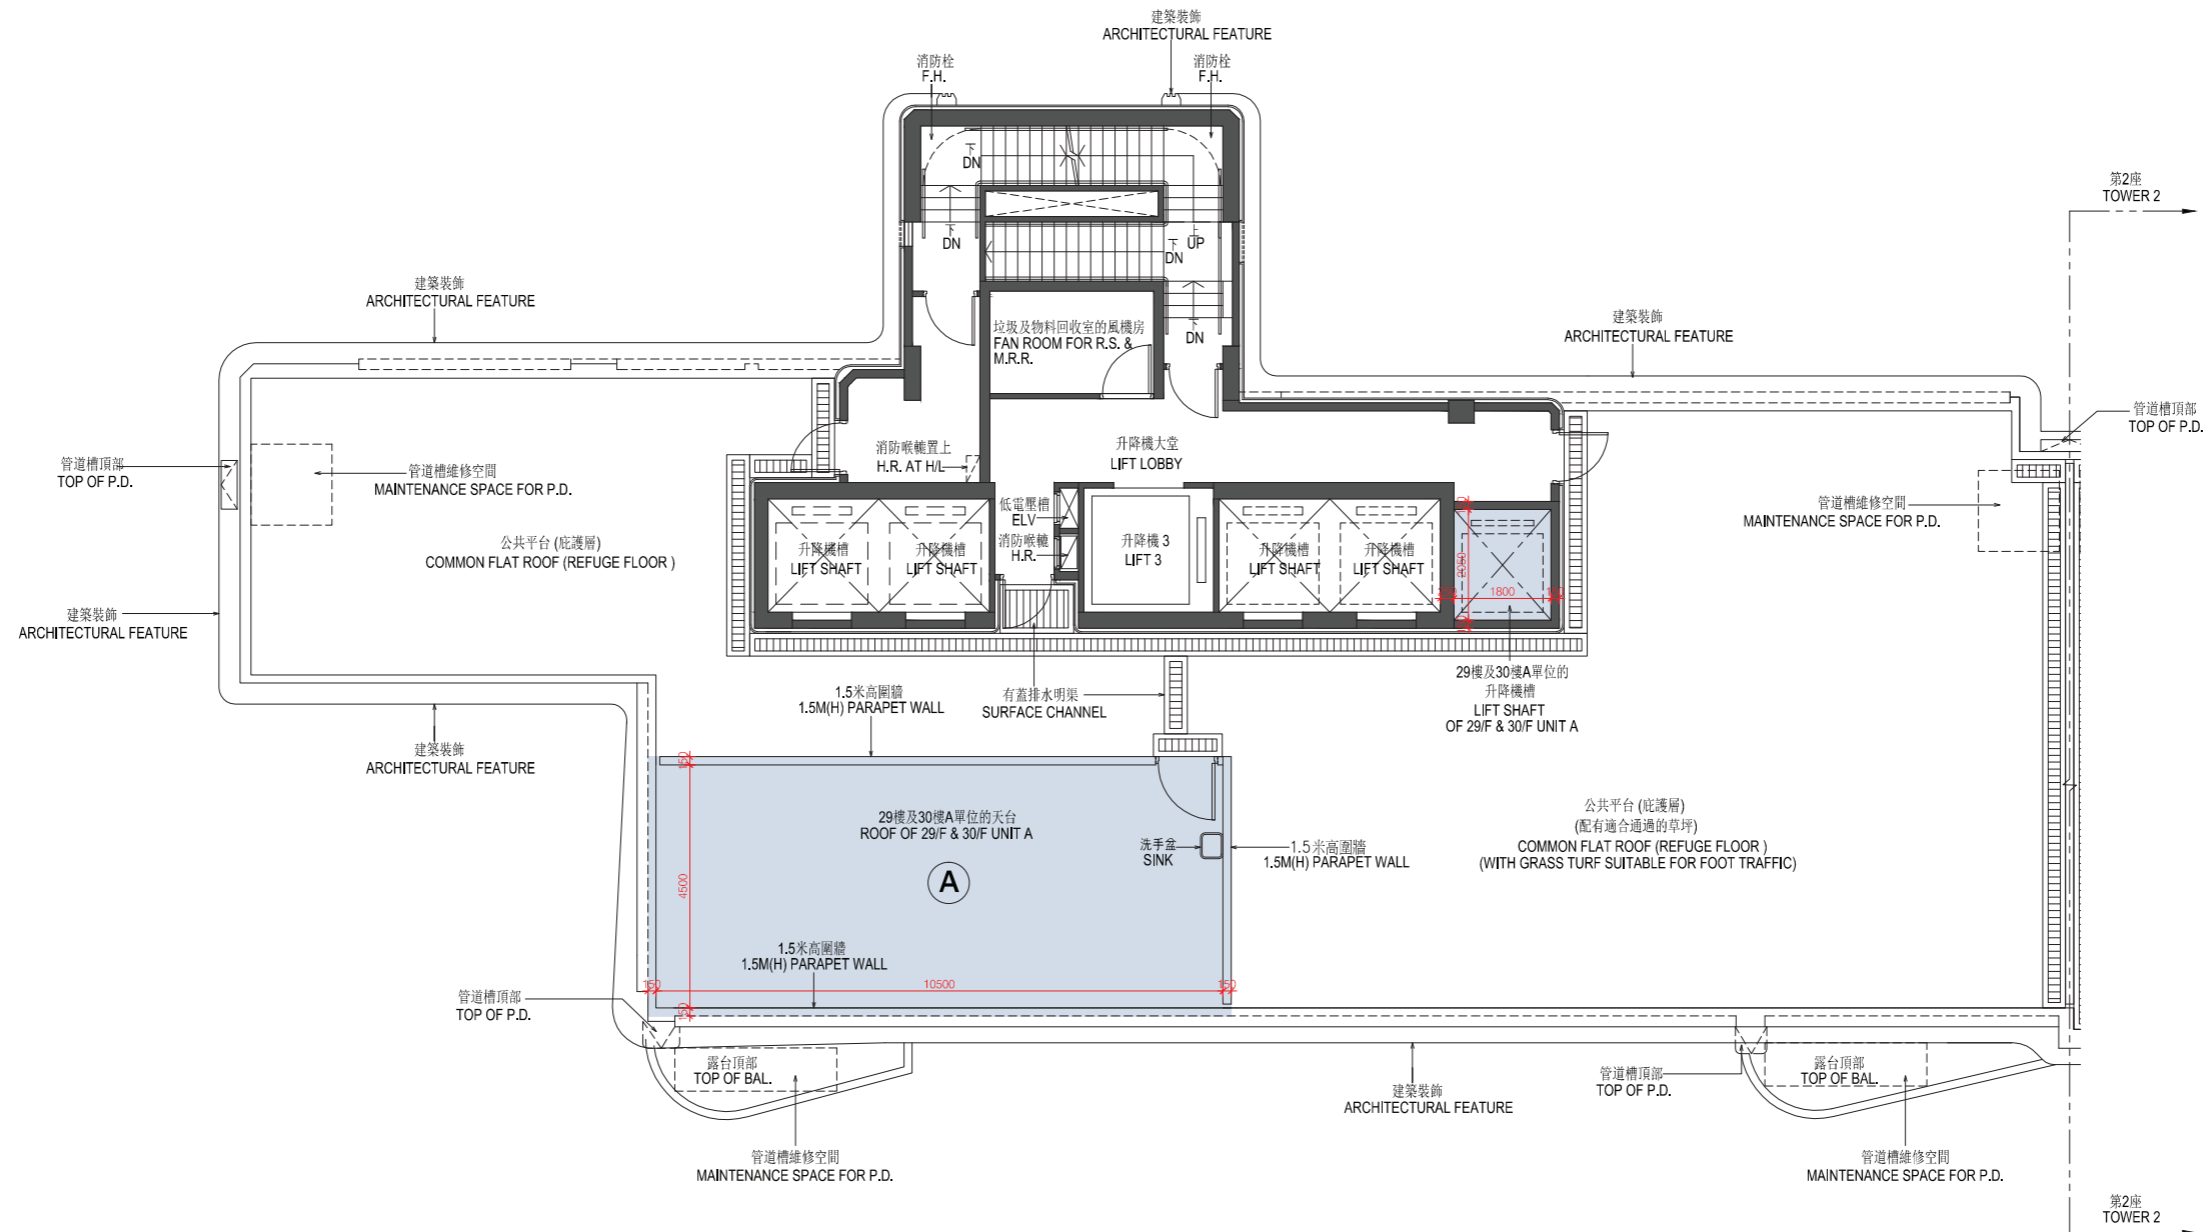 建築裝飾
ARCHITECTURAL FEATURE
消防栓
F.H.
消防栓
F.H.
下
DN
下
DN
上
UP
下
DN
下
DN
第2座
TOWER 2
建築裝飾
ARCHITECTURAL FEATURE
建築裝飾
ARCHITECTURAL FEATURE
垃圾及物料回收室的風機房
FAN ROOM FOR R.S. &
M.R.R.
管道槽頂部
TOP OF P.D.
管道槽頂部
TOP OF P.D.
管道槽維修空間
MAINTENANCE SPACE FOR P.D.
消防喉轆置上
H.R. AT H/L
升降機大堂
LIFT LOBBY
管道槽維修空間
MAINTENANCE SPACE FOR P.D.
公共平台 (庇護層)
COMMON FLAT ROOF (REFUGE FLOOR )
低電壓槽
ELV
消防喉轆
H.R.
升降機槽
LIFT SHAFT
升降機槽
LIFT SHAFT
升降機 3
LIFT 3
升降機槽
LIFT SHAFT
升降機槽
LIFT SHAFT
2050
1800
150
建築裝飾
ARCHITECTURAL FEATURE
29樓及30樓A單位的
升降機槽
LIFT SHAFT
OF 29/F & 30/F UNIT A
1.5米高圍牆
1.5M(H) PARAPET WALL
有蓋排水明渠
SURFACE CHANNEL
建築裝飾
ARCHITECTURAL FEATURE
150
29樓及30樓A單位的天台
ROOF OF 29/F & 30/F UNIT A
A
4500
洗手盆
SINK
1.5米高圍牆
1.5M(H) PARAPET WALL
公共平台 (庇護層)
(配有適合通過的草坪)
COMMON FLAT ROOF (REFUGE FLOOR )
(WITH GRASS TURF SUITABLE FOR FOOT TRAFFIC)
1.5米高圍牆
1.5M(H) PARAPET WALL
150
10500
150
150
管道槽頂部
TOP OF P.D.
露台頂部
TOP OF BAL.
管道槽頂部
TOP OF P.D.
露台頂部
TOP OF BAL.
建築裝飾
ARCHITECTURAL FEATURE
管道槽維修空間
MAINTENANCE SPACE FOR P.D.
管道槽維修空間
MAINTENANCE SPACE FOR P.D.
第2座
TOWER 2